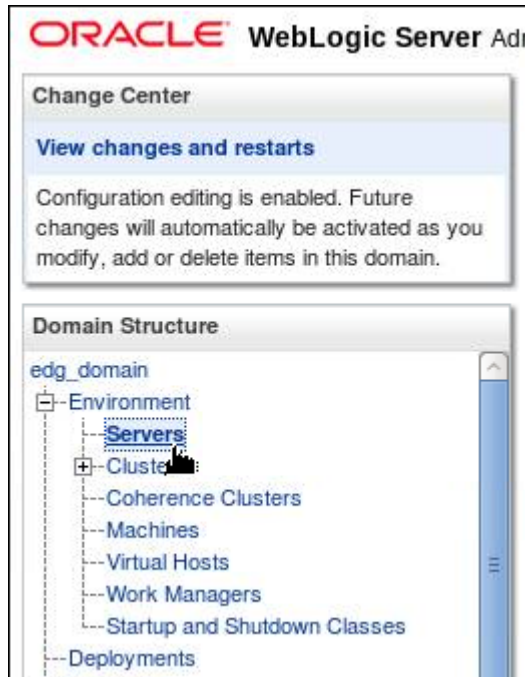 ORACLE WebLogic Server
Change Center
View changes and restarts
Configuration editing is enabled. Future
changes will automatically be activated as you
modify, add or delete items in this domain.
Domain Structure
edg_domain
Environment
Servers
Coherence Clusters
Machines
Virtual Hosts
Work Managers
Startup and Shutdown Classes
Deployments